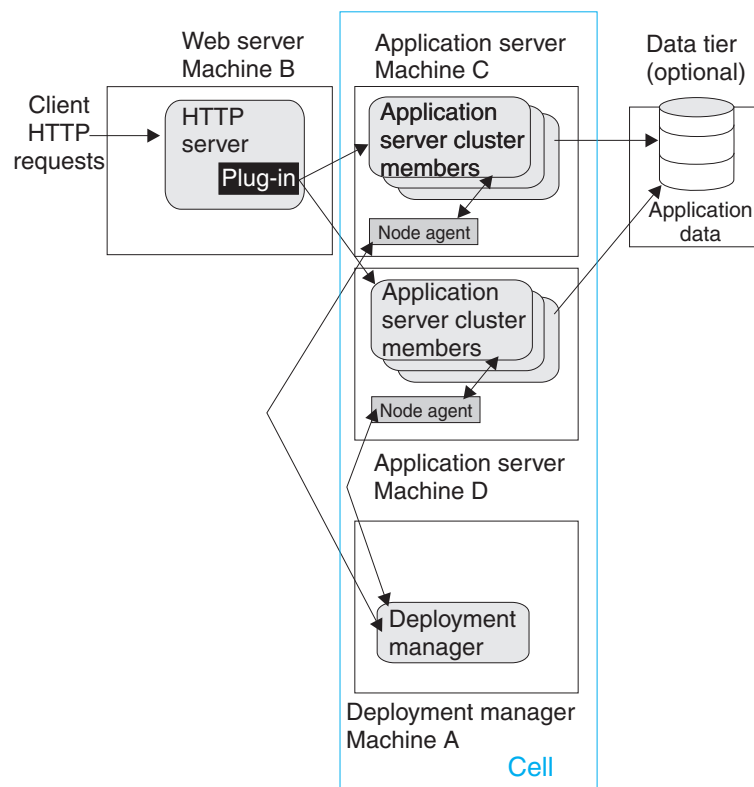 Web server
Machine B
Application server
Machine C
Data tier
(optional)
Client
HTTP
requests
HTTP
server
Plug-in
Application
server cluster
members
Node agent
Application
data
Application
server cluster
members
Node agent
Application server
Machine D
Deployment
manager
Deployment manager
Machine A
Cell